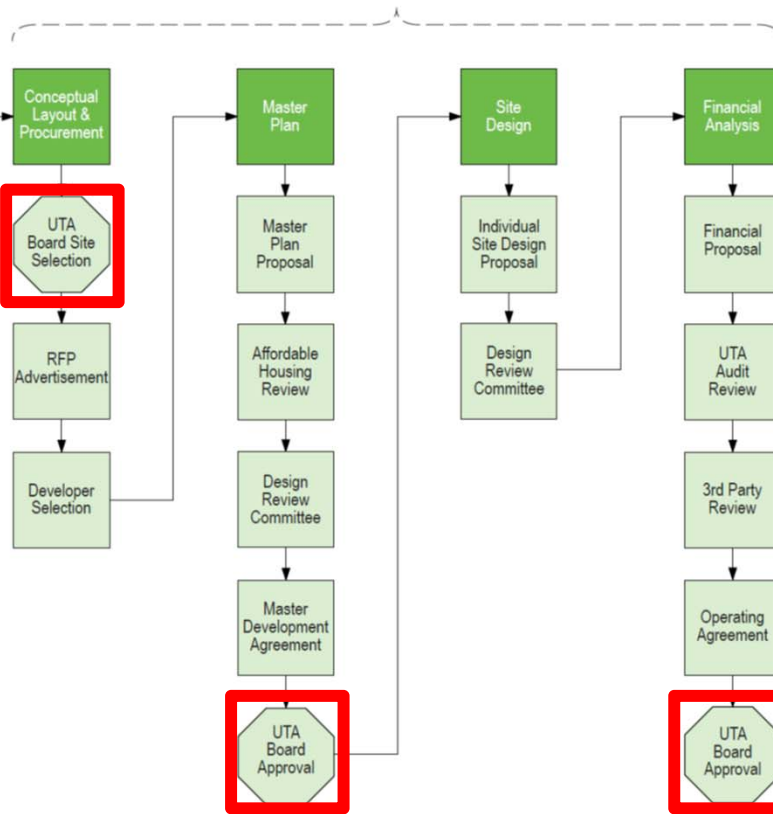 Conceptual
Layout &
Procurement
UTA
Board Site
Selection
RFP
Advertisement
Developer
Selection
Master
Plan
Master
Plan
Proposal
Affordable
Housing
Review
Design
Review
Committee
Master
Development
Agreement
UTA
Board
Approval
Site
Design
Individual
Site Design
Proposal
Design
Review
Committee
Financial
Analysis
Financial
Proposal
UTA
Audit
Review
3rd Party
Review
Operating
Agreement
UTA
Board
Approval